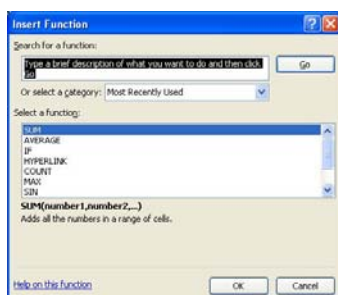 Insert Function
Search for a function:
Type a brief description of what you want to do and then click
Go
Go
Or select a category: Most Recently Used
Select a function:
SUM
AVERAGE
IF
HYPERLINK
COUNT
MAX
SIN
SUM(number1,number2,...)
Adds all the numbers in a range of cells.
Help on this function
OK Cancel